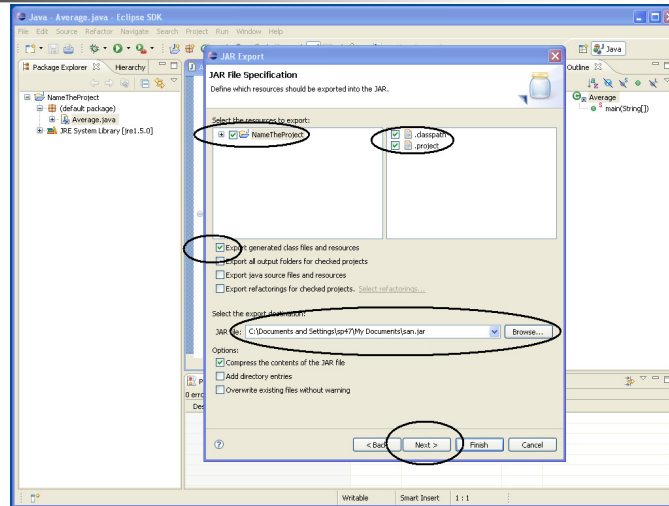 Java - Average.java - Eclipse SDK
File Edit Source Refactor Navigate Search Project Run Window Help
Java
Package Explorer
Hierarchy
NameTheProject
(default package)
Average.java
JRE System Library [jre1.5.0]
JAR Export
JAR File Specification
Define which resources should be exported into the JAR.
Select the resources to export:
NameTheProject
.classpath
.project
Export generated class files and resources
Export all output folders for checked projects
Export java source files and resources
Export refactorings for checked projects. Select refactorings...
Select the export destination:
JAR file: C:\Documents and Settings\sp47\My Documents\san.jar
Browse...
Options:
Compress the contents of the JAR file
Add directory entries
Overwrite existing files without warning
< Back Next > Finish Cancel
Outline
Average
main(String[])
0 erro
Des
Writable Smart Insert 1 : 1